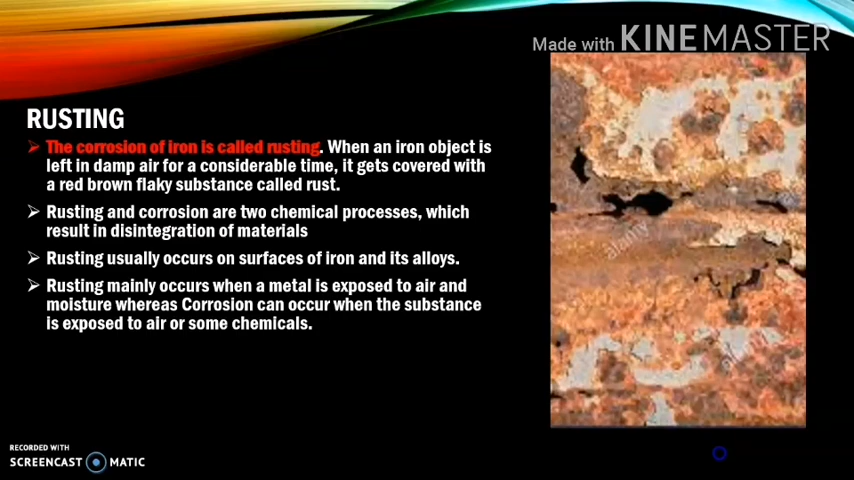 Made with KINEMASTER
RUSTING
The corrosion of iron is called rusting. When an iron object is
left in damp air for a considerable time, it gets covered with
a red brown flaky substance called rust.
Rusting and corrosion are two chemical processes, which
result in disintegration of materials
Rusting usually occurs on surfaces of iron and its alloys.
Rusting mainly occurs when a metal is exposed to air and
moisture whereas Corrosion can occur when the substance
is exposed to air or some chemicals.
alamy
RECORDED WITH
SCREENCAST MATIC